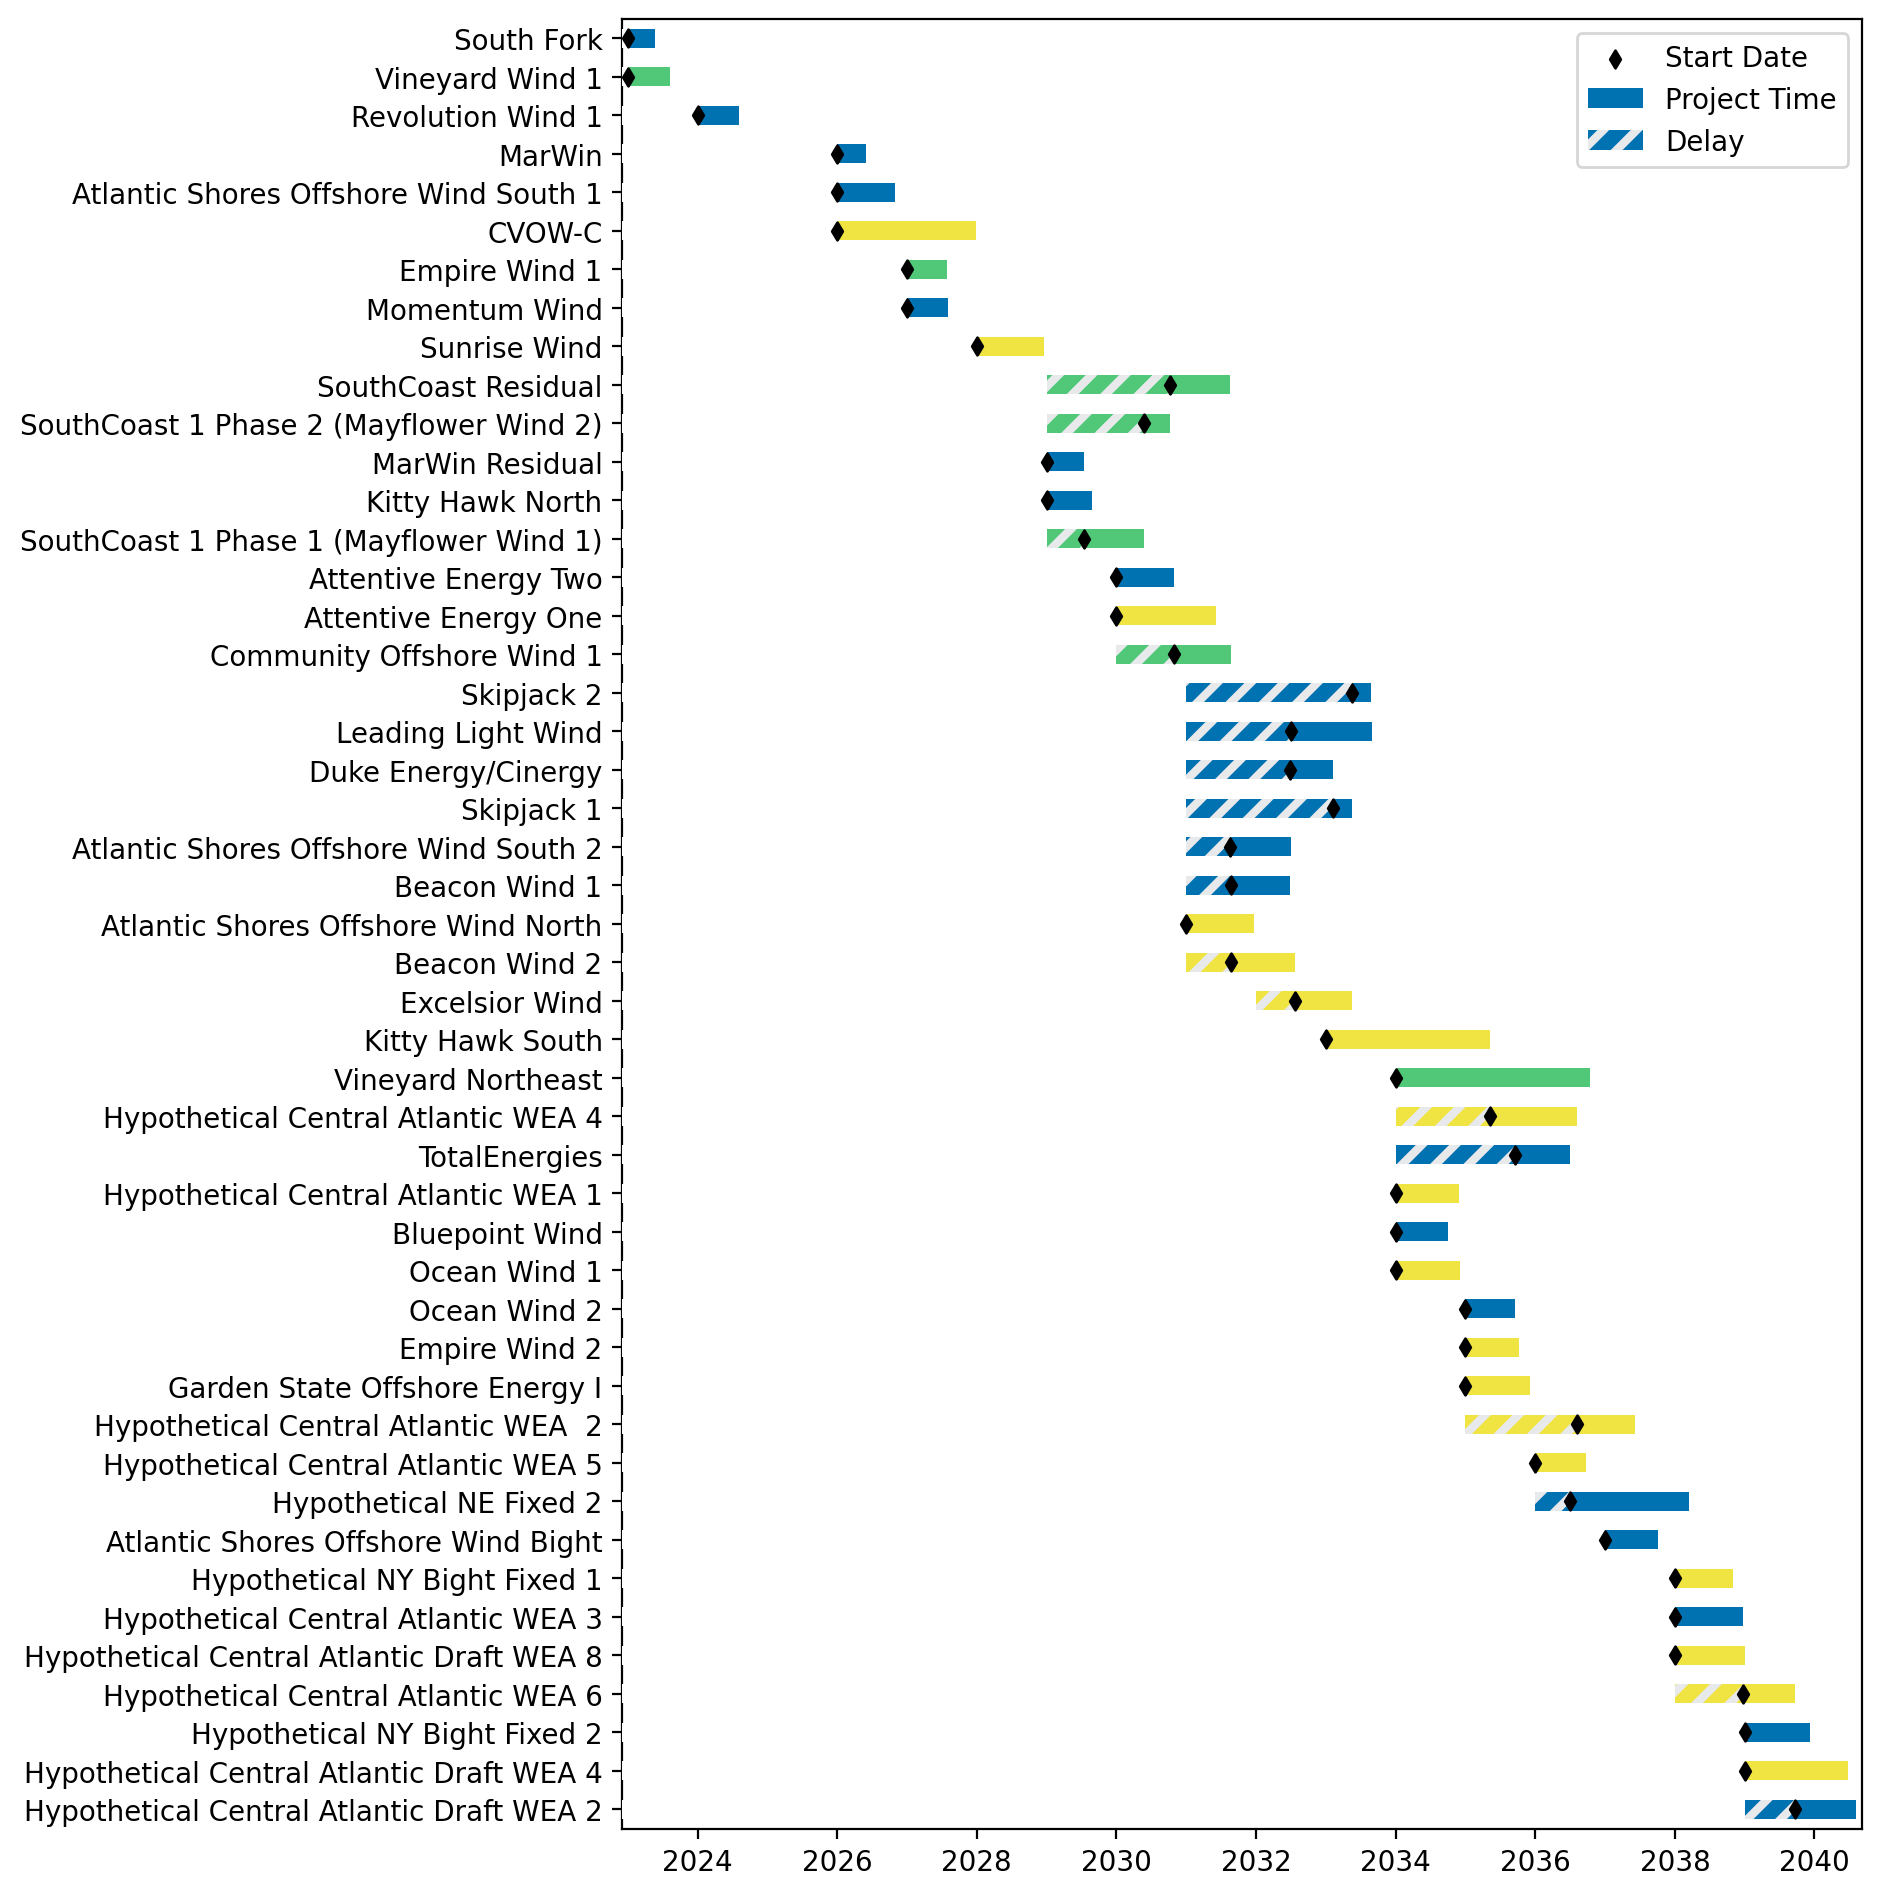 South Fork
Vineyard Wind 1
Revolution Wind 1
MarWin
Atlantic Shores Offshore Wind South 1
CVOW-C
Empire Wind 1
Momentum Wind
Sunrise Wind
SouthCoast Residual
SouthCoast 1 Phase 2 (Mayflower Wind 2)
MarWin Residual
Kitty Hawk North
SouthCoast 1 Phase 1 (Mayflower Wind 1)
Attentive Energy Two
Attentive Energy One
Community Offshore Wind 1
Skipjack 2
Leading Light Wind
Duke Energy/Cinergy
Skipjack 1
Atlantic Shores Offshore Wind South 2
Beacon Wind 1
Atlantic Shores Offshore Wind North
Beacon Wind 2
Excelsior Wind
Kitty Hawk South
Vineyard Northeast
Hypothetical Central Atlantic WEA 4
TotalEnergies
Hypothetical Central Atlantic WEA 1
Bluepoint Wind
Ocean Wind 1
Ocean Wind 2
Empire Wind 2
Garden State Offshore Energy I
Hypothetical Central Atlantic WEA  2
Hypothetical Central Atlantic WEA 5
Hypothetical NE Fixed 2
Atlantic Shores Offshore Wind Bight
Hypothetical NY Bight Fixed 1
Hypothetical Central Atlantic WEA 3
Hypothetical Central Atlantic Draft WEA 8
Hypothetical Central Atlantic WEA 6
Hypothetical NY Bight Fixed 2
Hypothetical Central Atlantic Draft WEA 4
Hypothetical Central Atlantic Draft WEA 2
Start Date
Project Time
Delay
2024 2026 2028 2030 2032 2034 2036 2038 2040